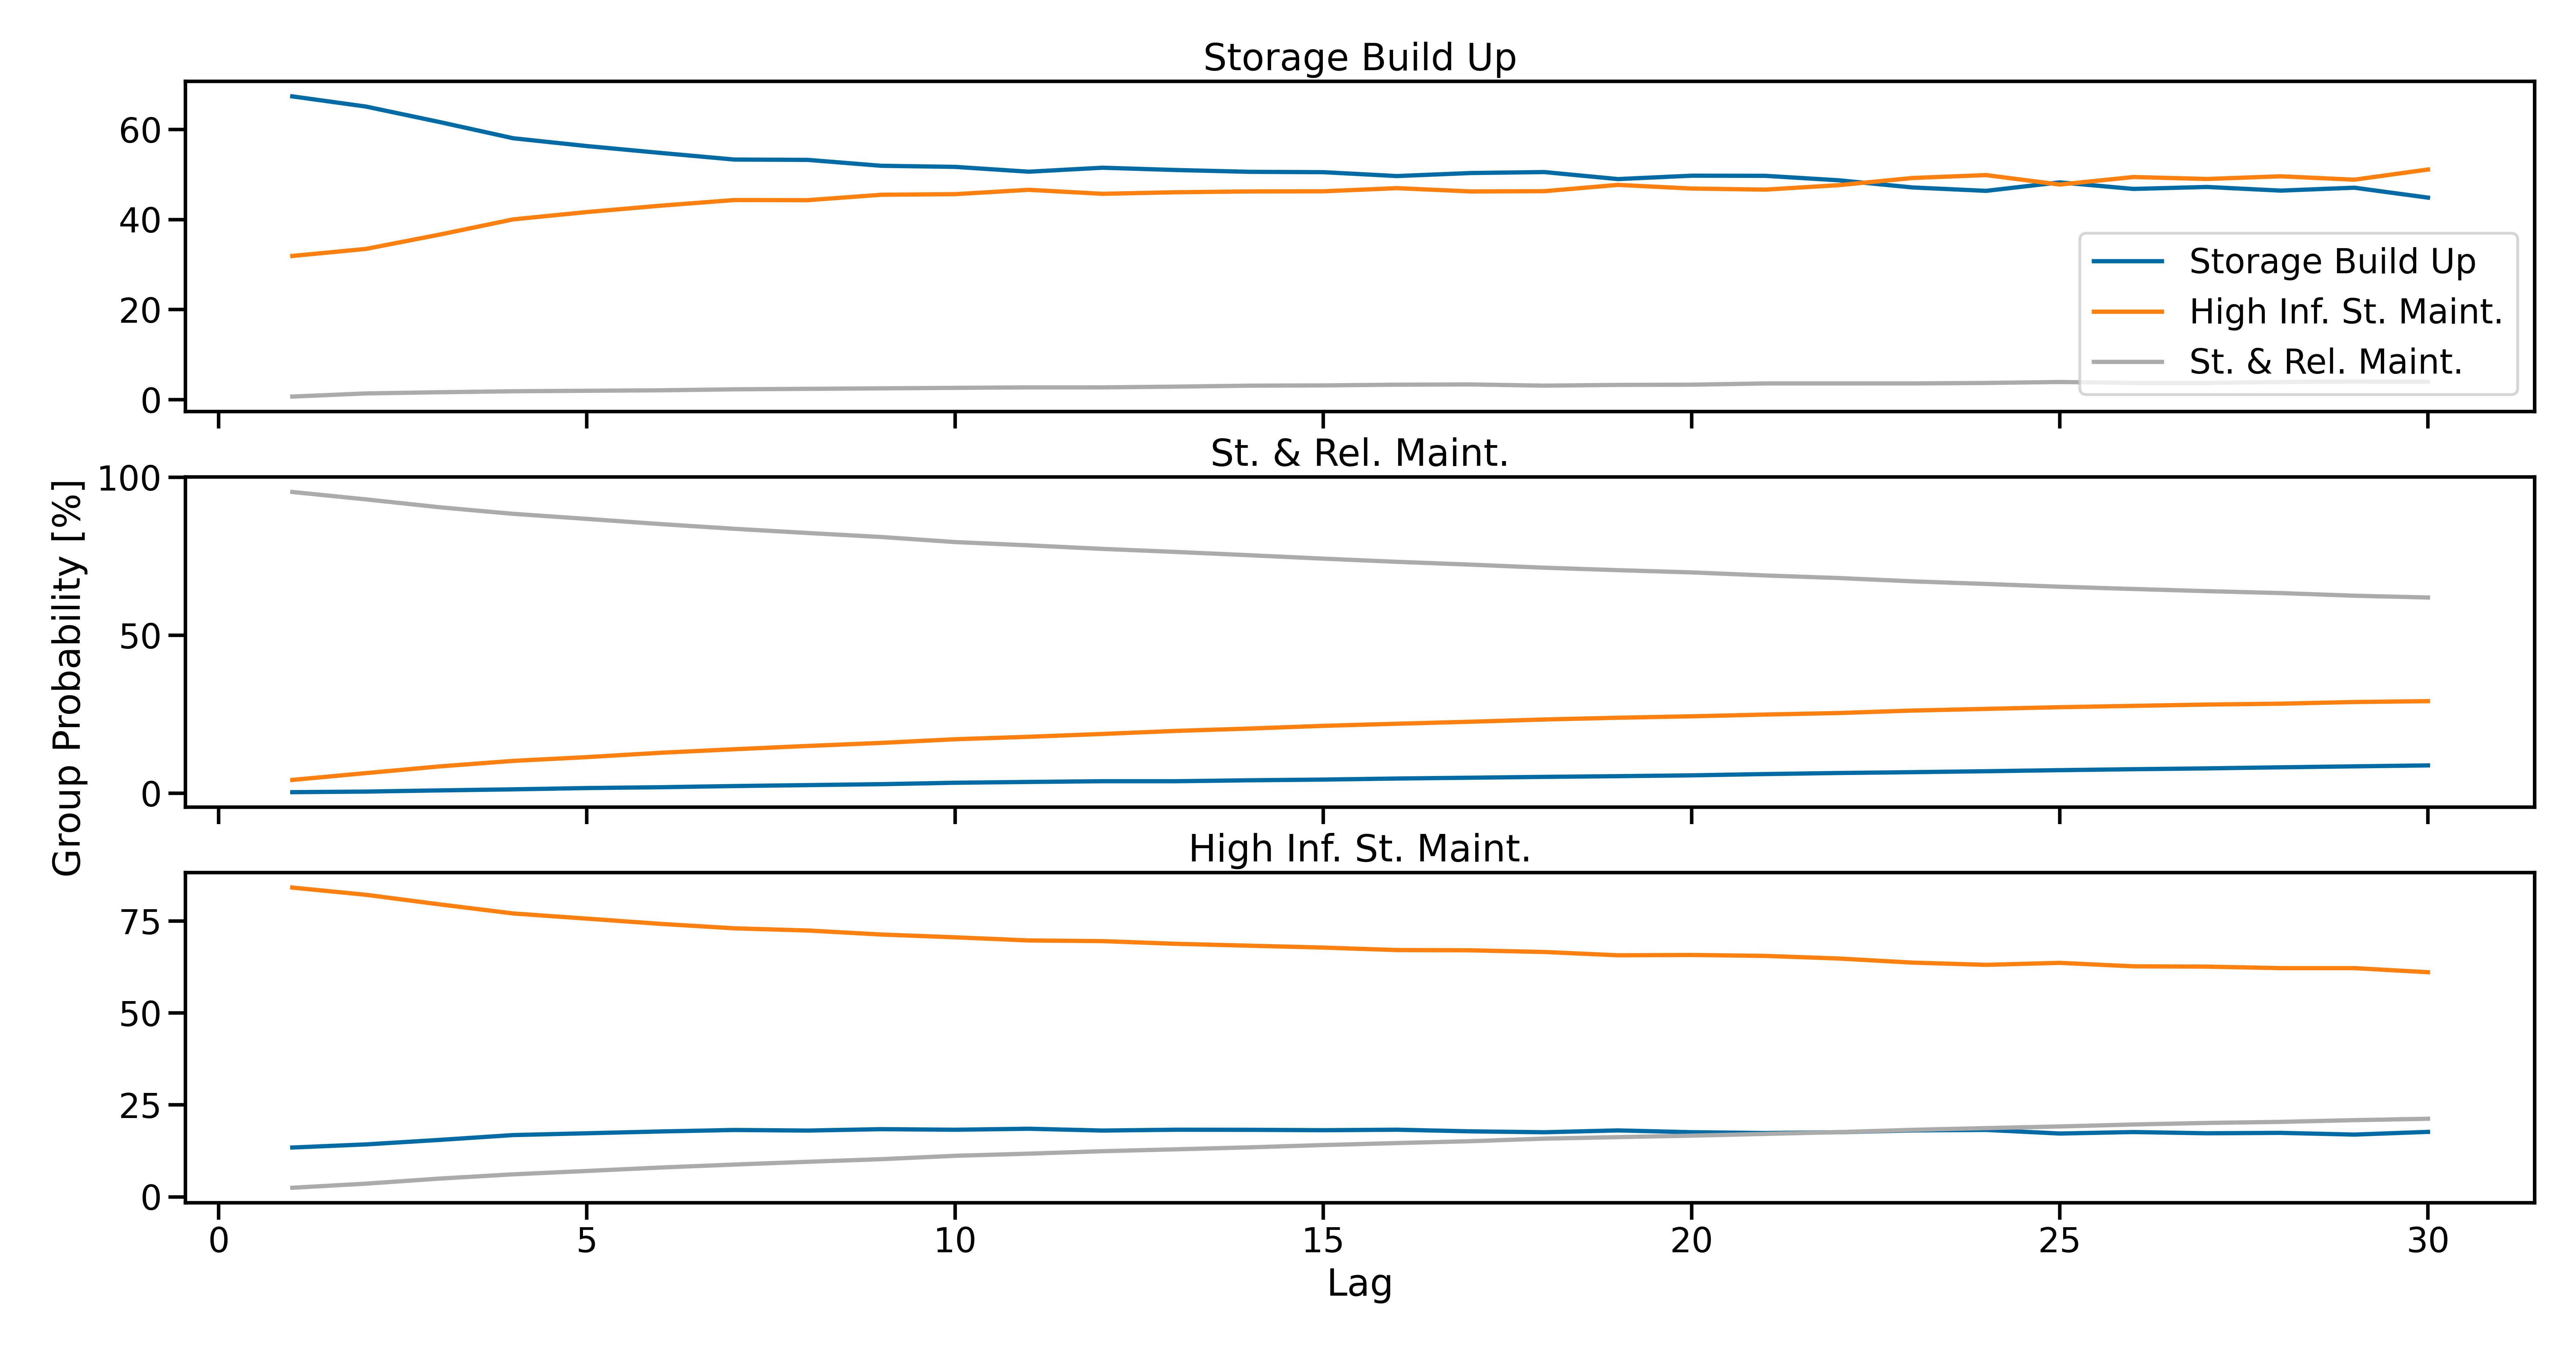 Storage Build Up
60
40
20
0
Storage Build Up
High Inf. St. Maint.
St. & Rel. Maint.
St. & Rel. Maint.
Group Probability [%]
100
50
0
High Inf. St. Maint.
75
50
25
0
0 5 10 15 20 25 30
Lag